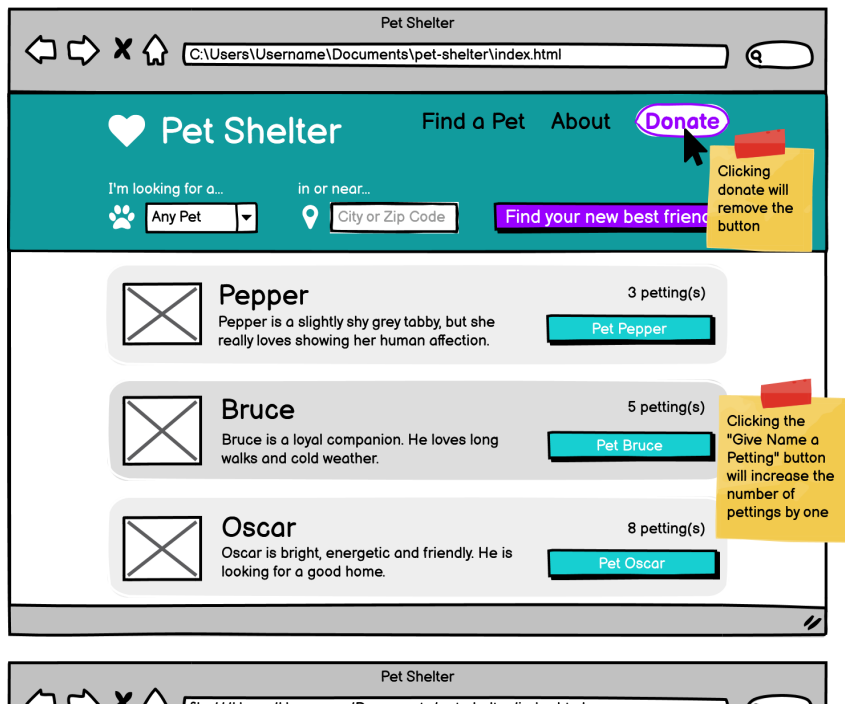 Pet Shelter
C:\Users\Username\Documents\pet-shelter\index.html
Pet Shelter
Find a Pet
About
Donate
Clicking
donate will
remove the
button
I'm looking for a...
in or near...
Any Pet
City or Zip Code
Find your new best friend
Pepper
Pepper is a slightly shy grey tabby, but she
really loves showing her human affection.
3 petting(s)
Pet Pepper
Bruce
Bruce is a loyal companion. He loves long
walks and cold weather.
5 petting(s)
Pet Bruce
Clicking the
"Give Name a
Petting" button
will increase the
number of
pettings by one
Oscar
Oscar is bright, energetic and friendly. He is
looking for a good home.
8 petting(s)
Pet Oscar
Pet Shelter